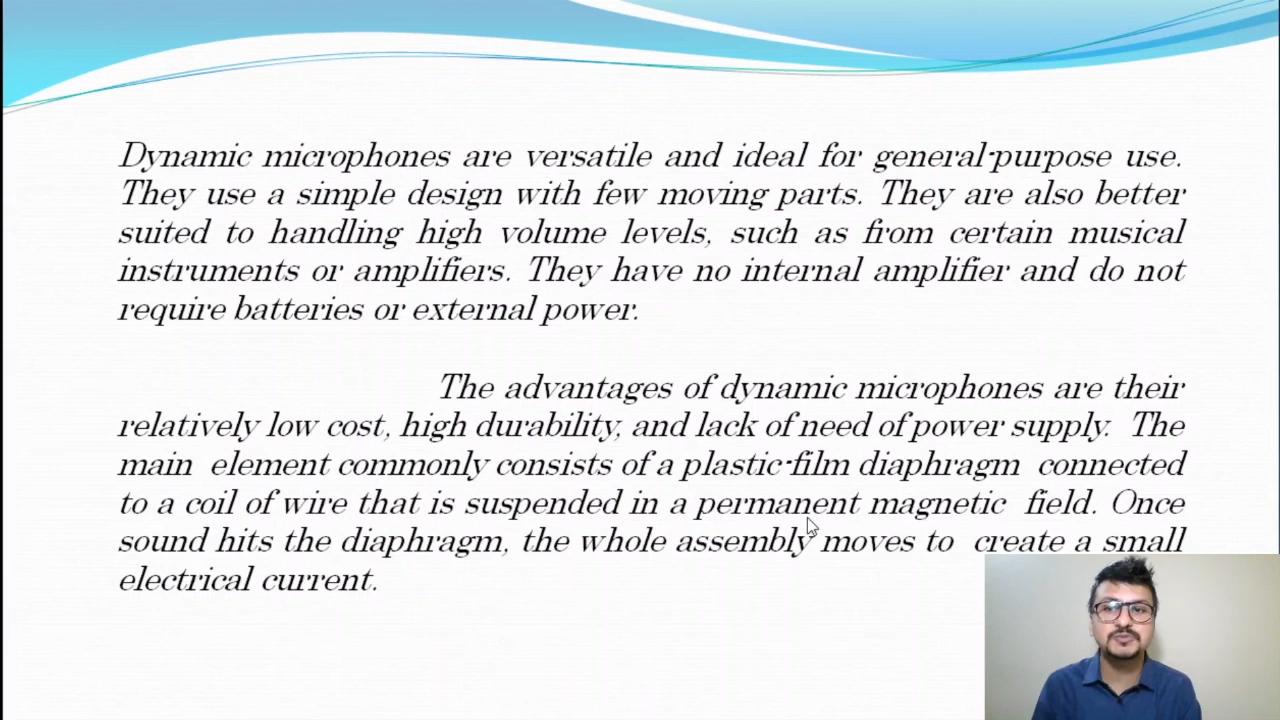 Dynamic microphones are versatile and ideal for general-purpose use.
They use a simple design with few moving parts. They are also better
suited to handling high volume levels, such as from certain musical
instruments or amplifiers. They have no internal amplifier and do not
require batteries or external power.
The advantages of dynamic microphones are their
relatively low cost, high durability, and lack of need of power supply. The
main element commonly consists of a plastic-film diaphragm connected
to a coil of wire that is suspended in a permanent magnetic field. Once
sound hits the diaphragm, the whole assembly moves to create a small
electrical current.